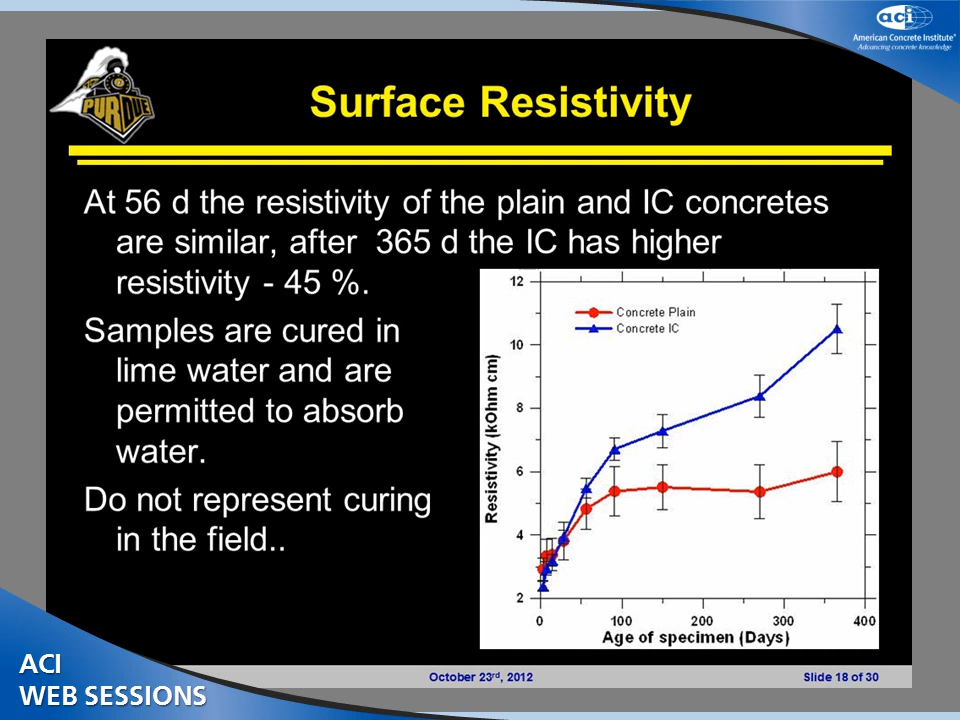 aci
American Concrete Institute®
Advancing concrete knowledge
PURDUE
Surface Resistivity
At 56 d the resistivity of the plain and IC concretes
are similar, after 365 d the IC has higher
resistivity - 45 %.
Samples are cured in
lime water and are
permitted to absorb
water.
Do not represent curing
in the field..
12
10
8
6
4
2
Resistivity (kOhm cm)
Concrete Plain
Concrete IC
0 100 200 300 400
Age of specimen (Days)
ACI
WEB SESSIONS
October 23rd, 2012
Slide 18 of 30